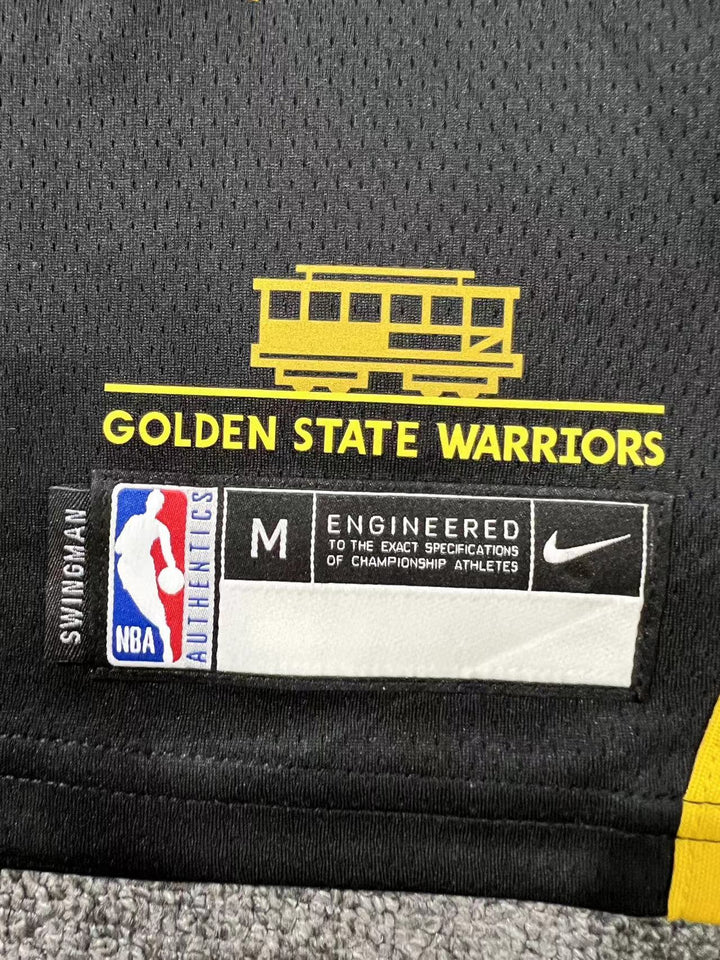 GOLDEN STATE WARRIORS
SWINGMAN
NBA
AUTHENTICS
M
ENGINEERED
TO THE EXACT SPECIFICATIONS
OF CHAMPIONSHIP ATHLETES